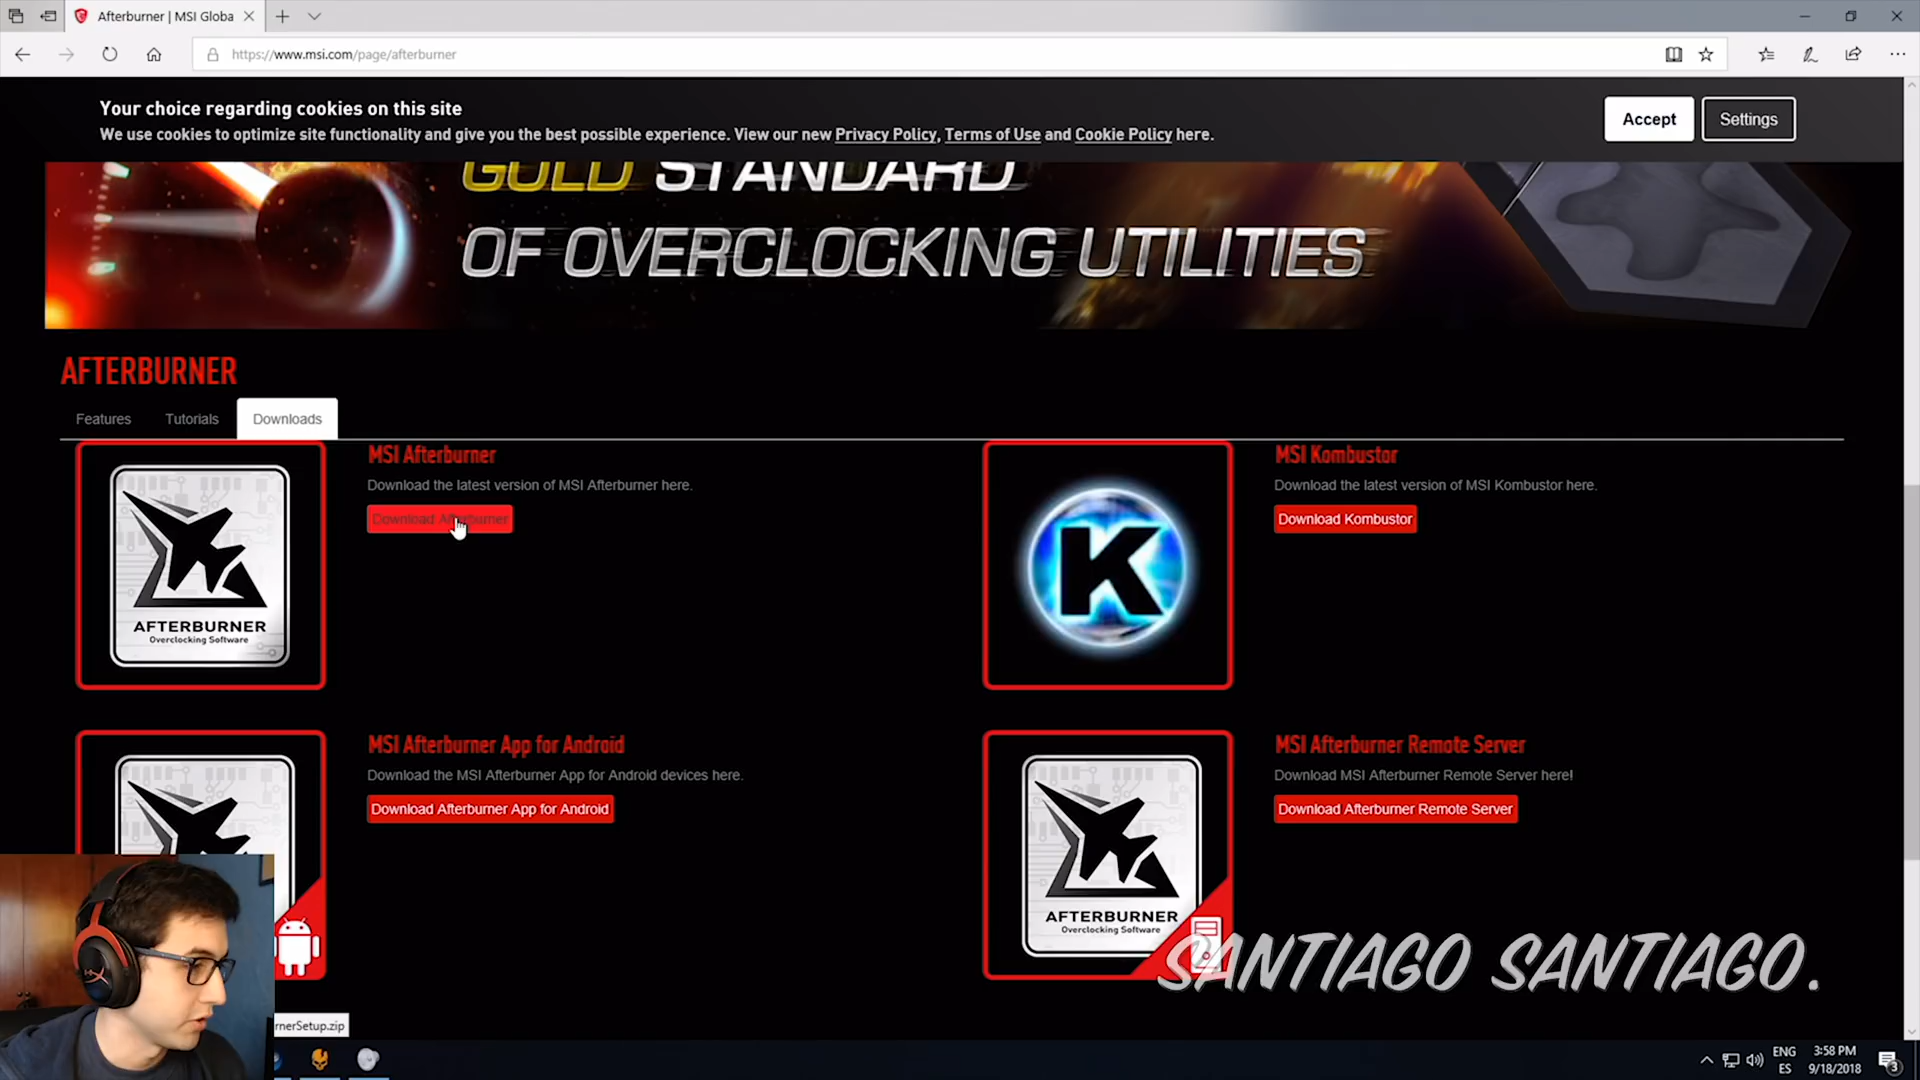 Afterburner | MSI Globa
https://www.msi.com/page/afterburner
Your choice regarding cookies on this site
We use cookies to optimize site functionality and give you the best possible experience. View our new Privacy Policy, Terms of Use and Cookie Policy here.
Accept
Settings
GOLD STANDARD
OF OVERCLOCKING UTILITIES
AFTERBURNER
Features
Tutorials
Downloads
MSI Afterburner
Download the latest version of MSI Afterburner here.
Download Afterburner
AFTERBURNER
Overclocking Software
MSI Kombustor
Download the latest version of MSI Kombustor here.
Download Kombustor
K
MSI Afterburner App for Android
Download the MSI Afterburner App for Android devices here.
Download Afterburner App for Android
MSI Afterburner Remote Server
Download MSI Afterburner Remote Server here!
Download Afterburner Remote Server
AFTERBURNER
Overclocking Software
SANTIAGO SANTIAGO.
rnerSetup.zip
ENG
ES
3:58 PM
9/18/2018
3